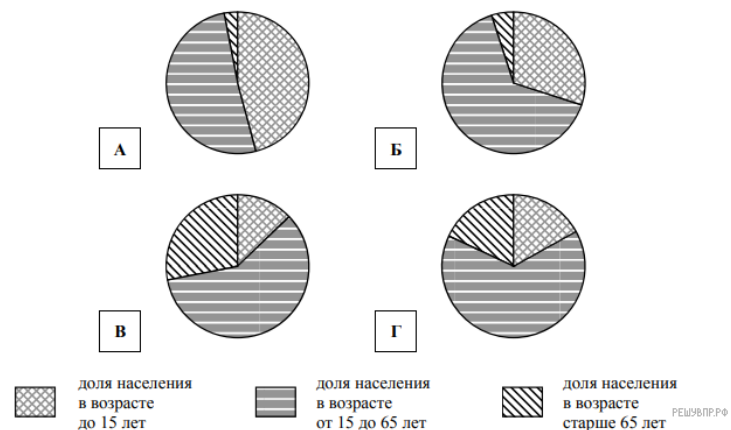 А
Б
В
Г
доля населения
в возрасте
до 15 лет
доля населения
в возрасте
от 15 до 65 лет
доля населения
в возрасте
старше 65 лет
РЕШУВПР.РФ